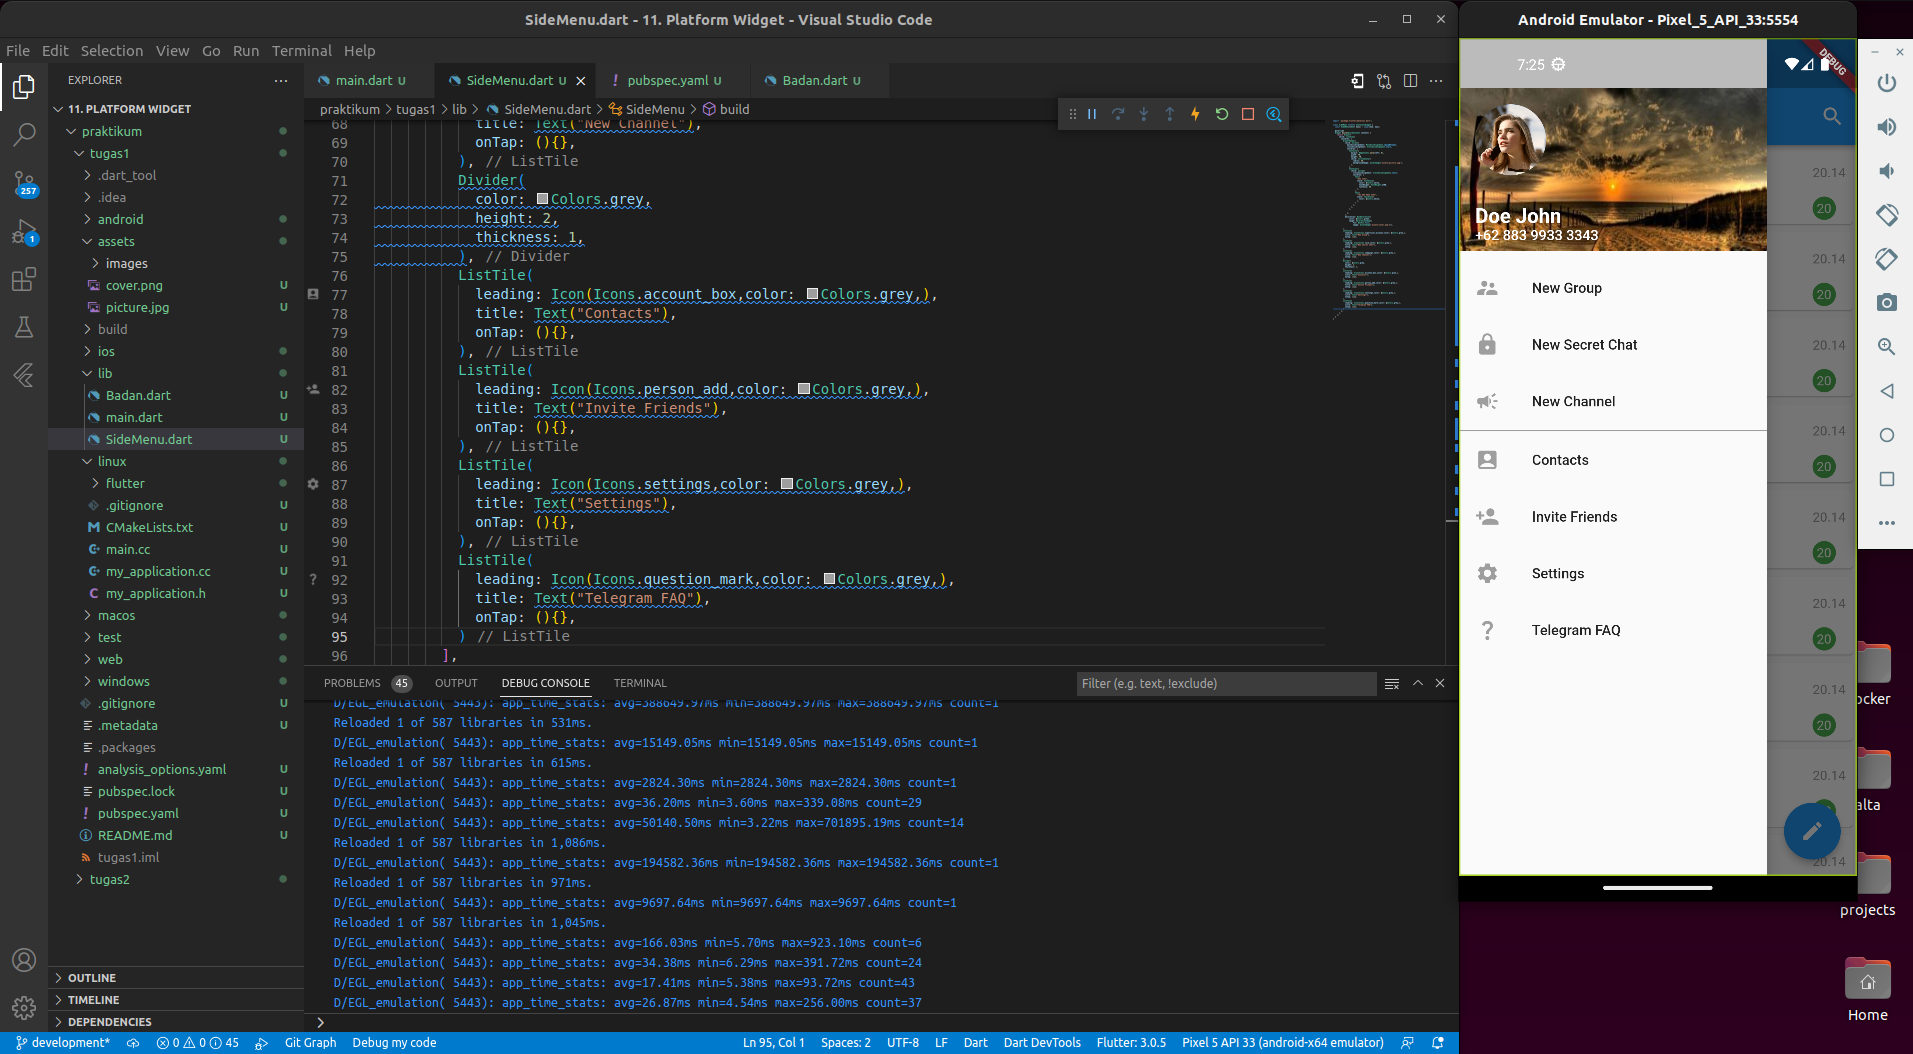 SideMenu.dart - 11. Platform Widget - Visual Studio Code
File Edit Selection View Go Run Terminal Help
EXPLORER
11. PLATFORM WIDGET
praktikum
tugas1
.dart_tool
.idea
android
assets
images
cover.png U
picture.jpg U
build
ios
lib
Badan.dart U
main.dart U
SideMenu.dart U
linux
flutter
.gitignore U
CMakeLists.txt U
main.cc U
my_application.cc U
my_application.h U
macos
test
web
windows
.gitignore U
.metadata U
.packages
analysis_options.yaml U
pubspec.lock U
pubspec.yaml U
README.md U
tugas1.iml
tugas2
OUTLINE
TIMELINE
DEPENDENCIES
257
1
main.dart U SideMenu.dart U pubspec.yaml U Badan.dart U
praktikum > tugas1 > lib > SideMenu.dart > SideMenu > build
68 title: Text("New Channel"),
69 onTap: (){},
70 ), // ListTile
71 Divider(
72 color: Colors.grey,
73 height: 2,
74 thickness: 1,
75 ), // Divider
76 ListTile(
77 leading: Icon(Icons.account_box,color: Colors.grey,),
78 title: Text("Contacts"),
79 onTap: (){},
80 ), // ListTile
81 ListTile(
82 leading: Icon(Icons.person_add,color: Colors.grey,),
83 title: Text("Invite Friends"),
84 onTap: (){},
85 ), // ListTile
86 ListTile(
87 leading: Icon(Icons.settings,color: Colors.grey,),
88 title: Text("Settings"),
89 onTap: (){},
90 ), // ListTile
91 ListTile(
92 leading: Icon(Icons.question_mark,color: Colors.grey,),
93 title: Text("Telegram FAQ"),
94 onTap: (){},
95 ) // ListTile
96 ],
PROBLEMS 45 OUTPUT DEBUG CONSOLE TERMINAL
Filter (e.g. text, !exclude)
D/EGL_emulation( 5443): app_time_stats: avg=388649.97ms min=388649.97ms max=388649.97ms count=1
Reloaded 1 of 587 libraries in 531ms.
D/EGL_emulation( 5443): app_time_stats: avg=15149.05ms min=15149.05ms max=15149.05ms count=1
Reloaded 1 of 587 libraries in 615ms.
D/EGL_emulation( 5443): app_time_stats: avg=2824.30ms min=2824.30ms max=2824.30ms count=1
D/EGL_emulation( 5443): app_time_stats: avg=36.20ms min=3.60ms max=339.08ms count=29
D/EGL_emulation( 5443): app_time_stats: avg=50140.50ms min=3.22ms max=701895.19ms count=14
Reloaded 1 of 587 libraries in 1,086ms.
D/EGL_emulation( 5443): app_time_stats: avg=194582.36ms min=194582.36ms max=194582.36ms count=1
Reloaded 1 of 587 libraries in 971ms.
D/EGL_emulation( 5443): app_time_stats: avg=9697.64ms min=9697.64ms max=9697.64ms count=1
Reloaded 1 of 587 libraries in 1,045ms.
D/EGL_emulation( 5443): app_time_stats: avg=166.03ms min=5.70ms max=923.10ms count=6
D/EGL_emulation( 5443): app_time_stats: avg=34.38ms min=6.29ms max=391.72ms count=24
D/EGL_emulation( 5443): app_time_stats: avg=17.41ms min=5.38ms max=93.72ms count=43
D/EGL_emulation( 5443): app_time_stats: avg=26.87ms min=4.54ms max=256.00ms count=37
development* 0 0 45 Git Graph Debug my code
Ln 95, Col 1 Spaces: 2 UTF-8 LF Dart Dart DevTools Flutter: 3.0.5 Pixel 5 API 33 (android-x64 emulator)
Android Emulator - Pixel_5_API_33:5554
7:25
DEBUG
Doe John
+62 883 9933 3343
New Group
New Secret Chat
New Channel
Contacts
Invite Friends
Settings
Telegram FAQ
20.14
20
20.14
20
20.14
20
20.14
20
20.14
20
20.14
20
20.14
20
20.14
20.14
ocker
alta
projects
Home